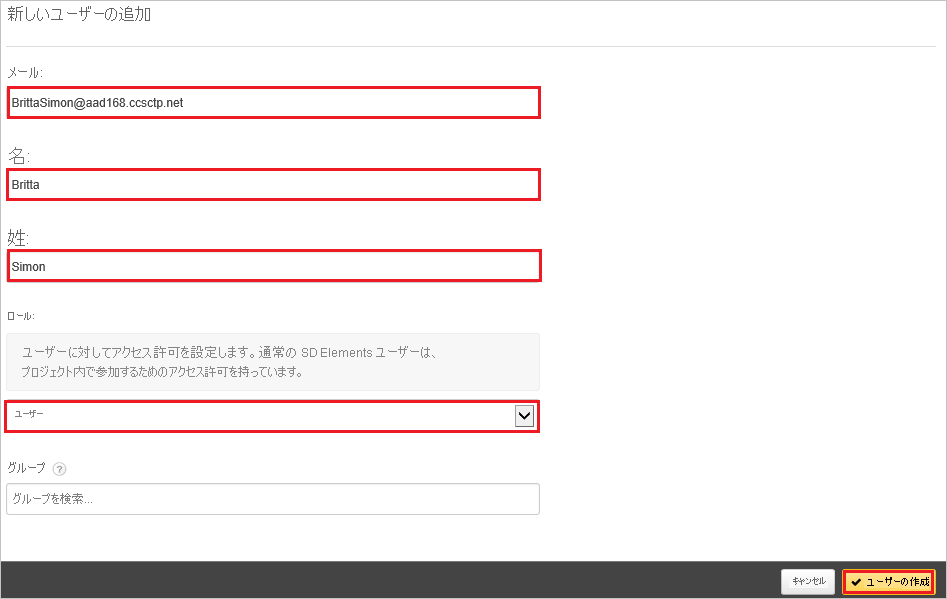 新しいユーザーの追加
メール:
BrittaSimon@aad168.ccsctp.net
名:
Britta
姓:
Simon
ロール:
ユーザーに対してアクセス許可を設定します。通常の SD Elements ユーザーは、
プロジェクト内で参加するためのアクセス許可を持っています。
ユーザー
グループ ?
グループを検索...
キャンセル ✔ ユーザーの作成